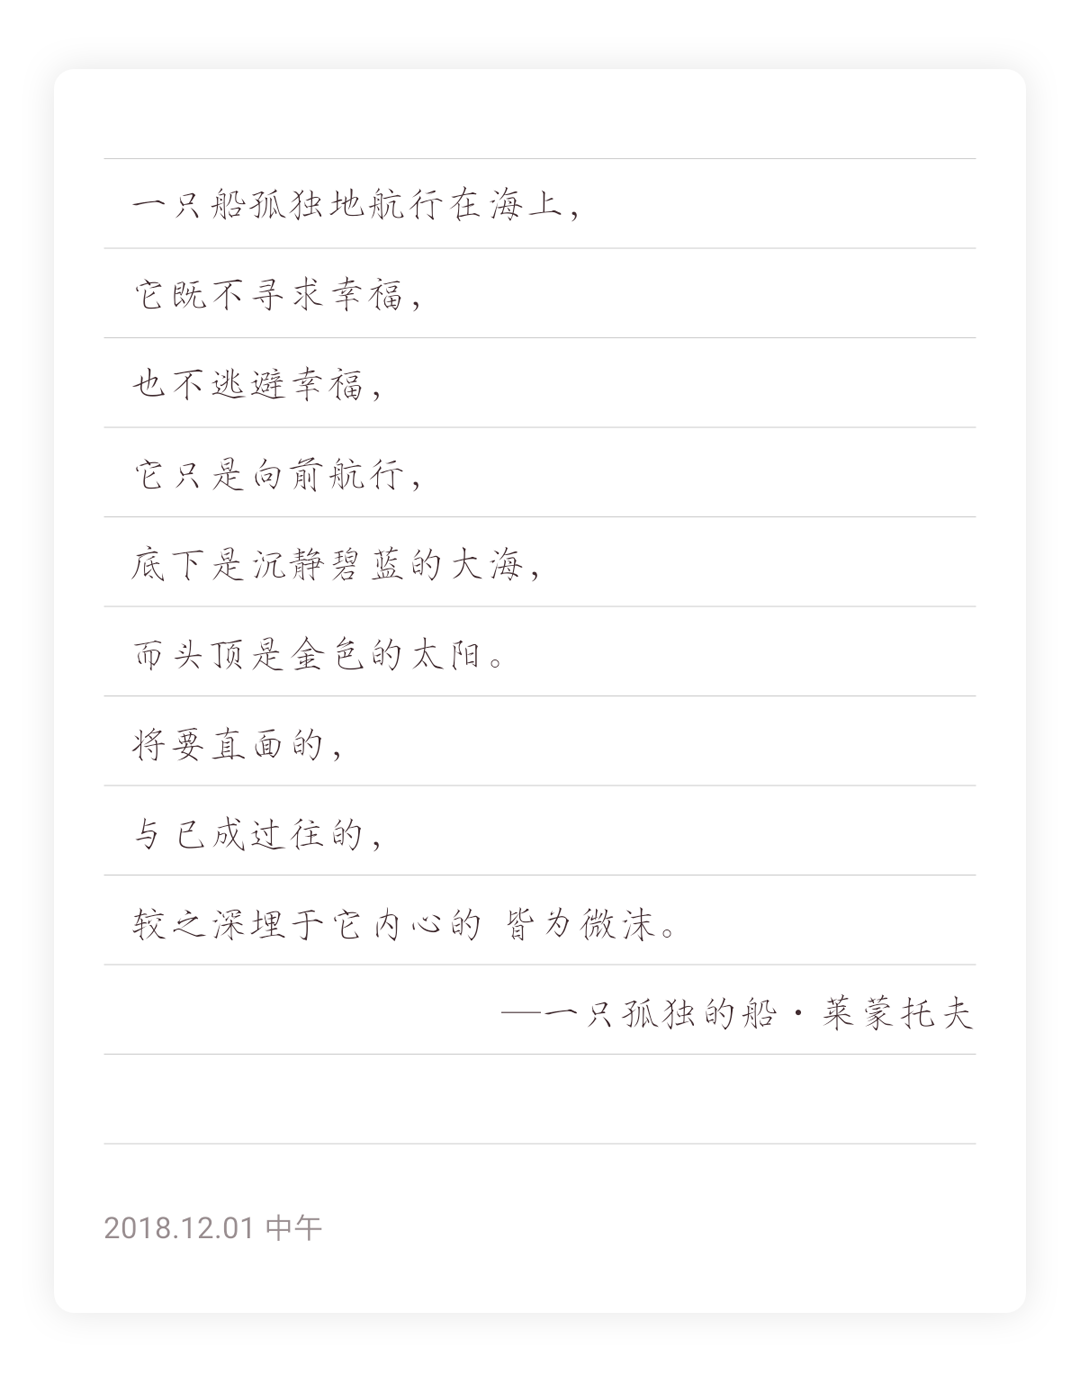 一只船孤独地航行在海上，
它既不寻求幸福，
也不逃避幸福，
它只是向前航行，
底下是沉静碧蓝的大海，
而头顶是金色的太阳。
将要直面的，
与已成过往的，
较之深埋于它内心的 皆为微沫。
—一只孤独的船·莱蒙托夫
2018.12.01 中午